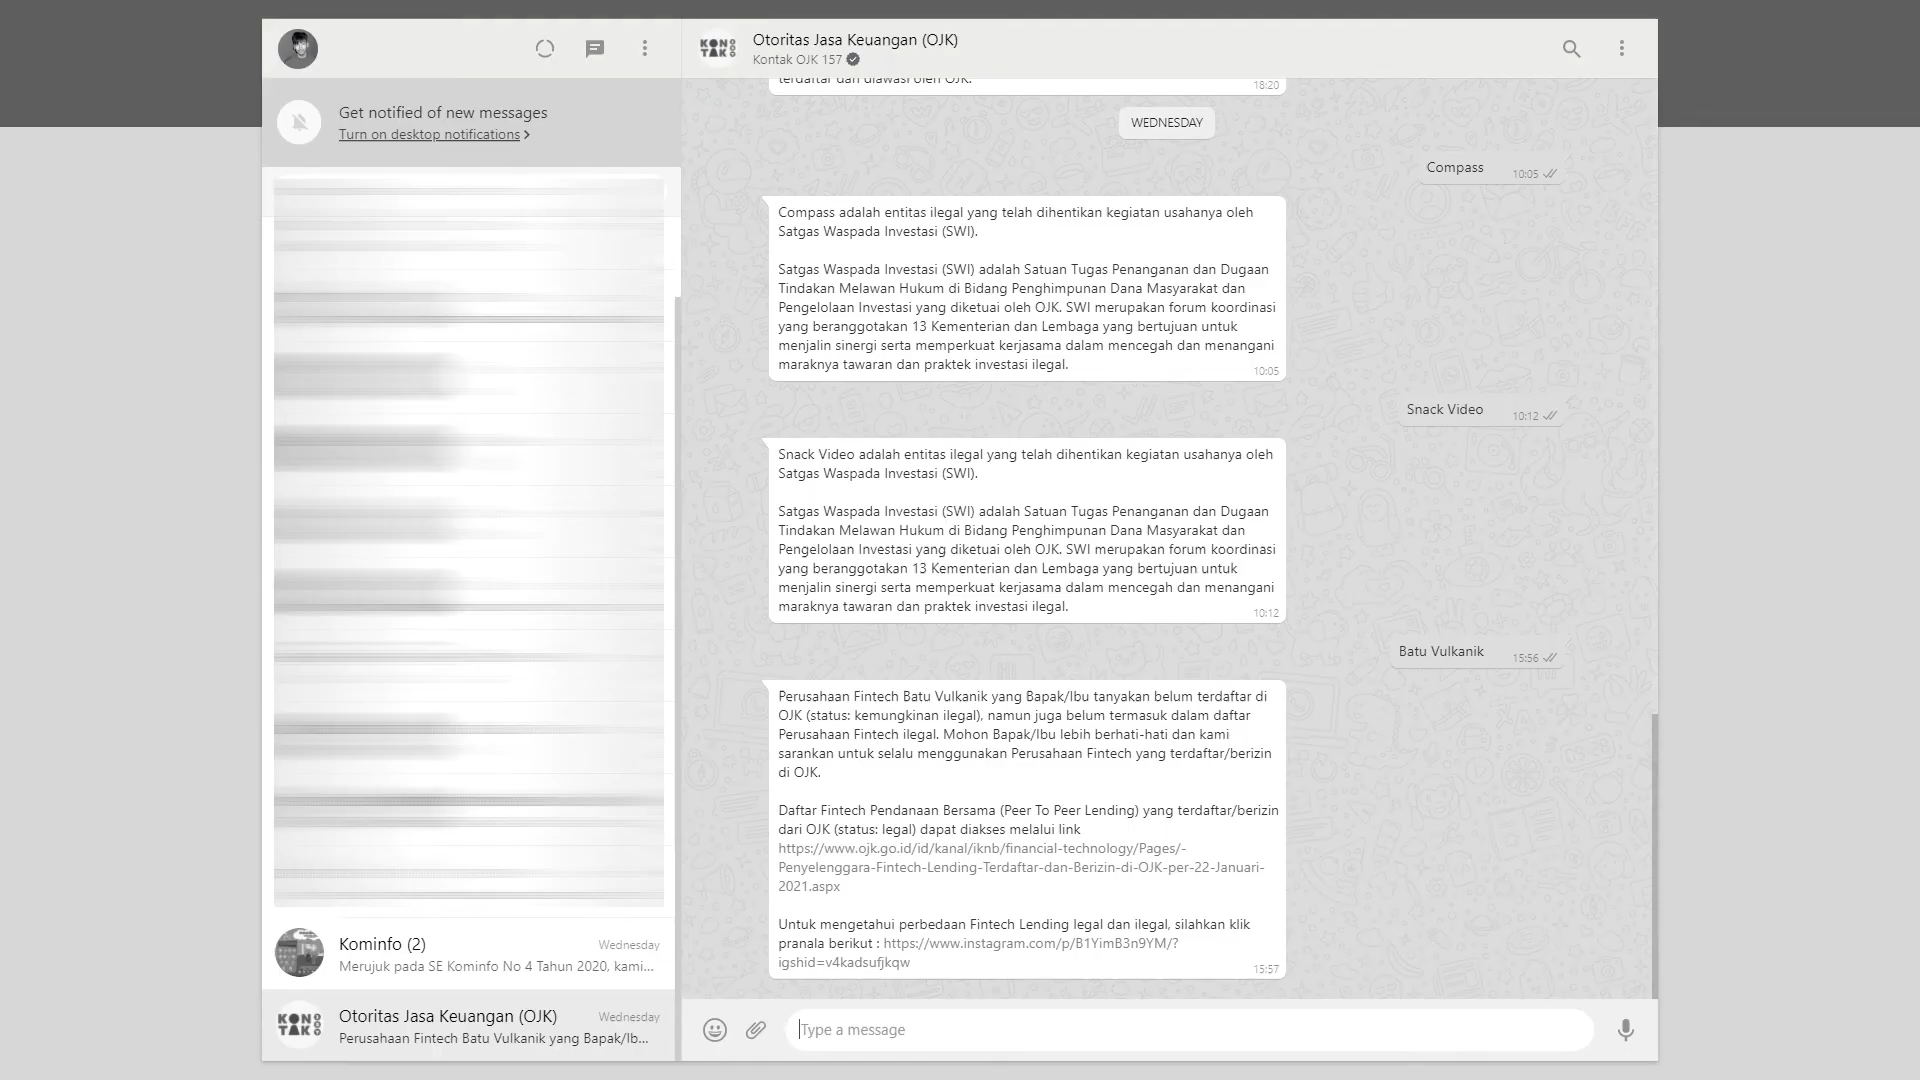 Get notified of new messages
Turn on desktop notifications
Kominfo (2)
Wednesday
Merujuk pada SE Kominfo No 4 Tahun 2020, kami...
KON
TAK
Otoritas Jasa Keuangan (OJK)
Wednesday
Perusahaan Fintech Batu Vulkanik yang Bapak/Ib...
KON
TAK
Otoritas Jasa Keuangan (OJK)
Kontak OJK 157
terdaftar dan diawasi oleh OJK.
18:20
WEDNESDAY
Compass
10:05
Compass adalah entitas ilegal yang telah dihentikan kegiatan usahanya oleh
Satgas Waspada Investasi (SWI).
Satgas Waspada Investasi (SWI) adalah Satuan Tugas Penanganan dan Dugaan
Tindakan Melawan Hukum di Bidang Penghimpunan Dana Masyarakat dan
Pengelolaan Investasi yang diketuai oleh OJK. SWI merupakan forum koordinasi
yang beranggotakan 13 Kementerian dan Lembaga yang bertujuan untuk
menjalin sinergi serta memperkuat kerjasama dalam mencegah dan menangani
maraknya tawaran dan praktek investasi ilegal.
10:05
Snack Video
10:12
Snack Video adalah entitas ilegal yang telah dihentikan kegiatan usahanya oleh
Satgas Waspada Investasi (SWI).
Satgas Waspada Investasi (SWI) adalah Satuan Tugas Penanganan dan Dugaan
Tindakan Melawan Hukum di Bidang Penghimpunan Dana Masyarakat dan
Pengelolaan Investasi yang diketuai oleh OJK. SWI merupakan forum koordinasi
yang beranggotakan 13 Kementerian dan Lembaga yang bertujuan untuk
menjalin sinergi serta memperkuat kerjasama dalam mencegah dan menangani
maraknya tawaran dan praktek investasi ilegal.
10:12
Batu Vulkanik
15:56
Perusahaan Fintech Batu Vulkanik yang Bapak/Ibu tanyakan belum terdaftar di
OJK (status: kemungkinan ilegal), namun juga belum termasuk dalam daftar
Perusahaan Fintech ilegal. Mohon Bapak/Ibu lebih berhati-hati dan kami
sarankan untuk selalu menggunakan Perusahaan Fintech yang terdaftar/berizin
di OJK.
Daftar Fintech Pendanaan Bersama (Peer To Peer Lending) yang terdaftar/berizin
dari OJK (status: legal) dapat diakses melalui link
https://www.ojk.go.id/id/kanal/iknb/financial-technology/Pages/-
Penyelenggara-Fintech-Lending-Terdaftar-dan-Berizin-di-OJK-per-22-Januari-
2021.aspx
Untuk mengetahui perbedaan Fintech Lending legal dan ilegal, silahkan klik
pranala berikut : https://www.instagram.com/p/B1YimB3n9YM/?
igshid=v4kadsufjkqw
15:57
Type a message